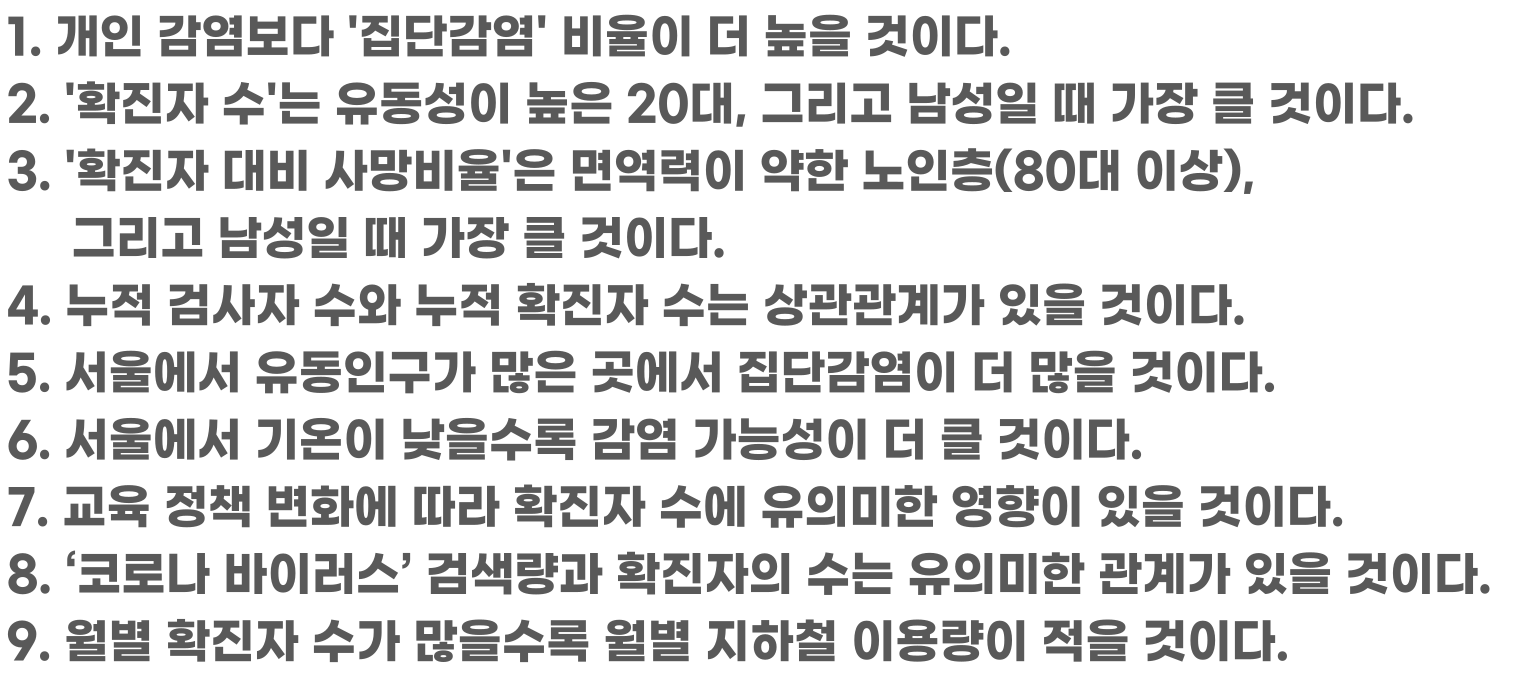 1. 개인 감염보다 '집단감염' 비율이 더 높을 것이다.
2. '확진자 수'는 유동성이 높은 20대, 그리고 남성일 때 가장 클 것이다.
3. '확진자 대비 사망비율'은 면역력이 약한 노인층(80대 이상),
그리고 남성일 때 가장 클 것이다.
4. 누적 검사자 수와 누적 확진자 수는 상관관계가 있을 것이다.
5. 서울에서 유동인구가 많은 곳에서 집단감염이 더 많을 것이다.
6. 서울에서 기온이 낮을수록 감염 가능성이 더 클 것이다.
7. 교육 정책 변화에 따라 확진자 수에 유의미한 영향이 있을 것이다.
8. ‘코로나 바이러스’ 검색량과 확진자의 수는 유의미한 관계가 있을 것이다.
9. 월별 확진자 수가 많을수록 월별 지하철 이용량이 적을 것이다.